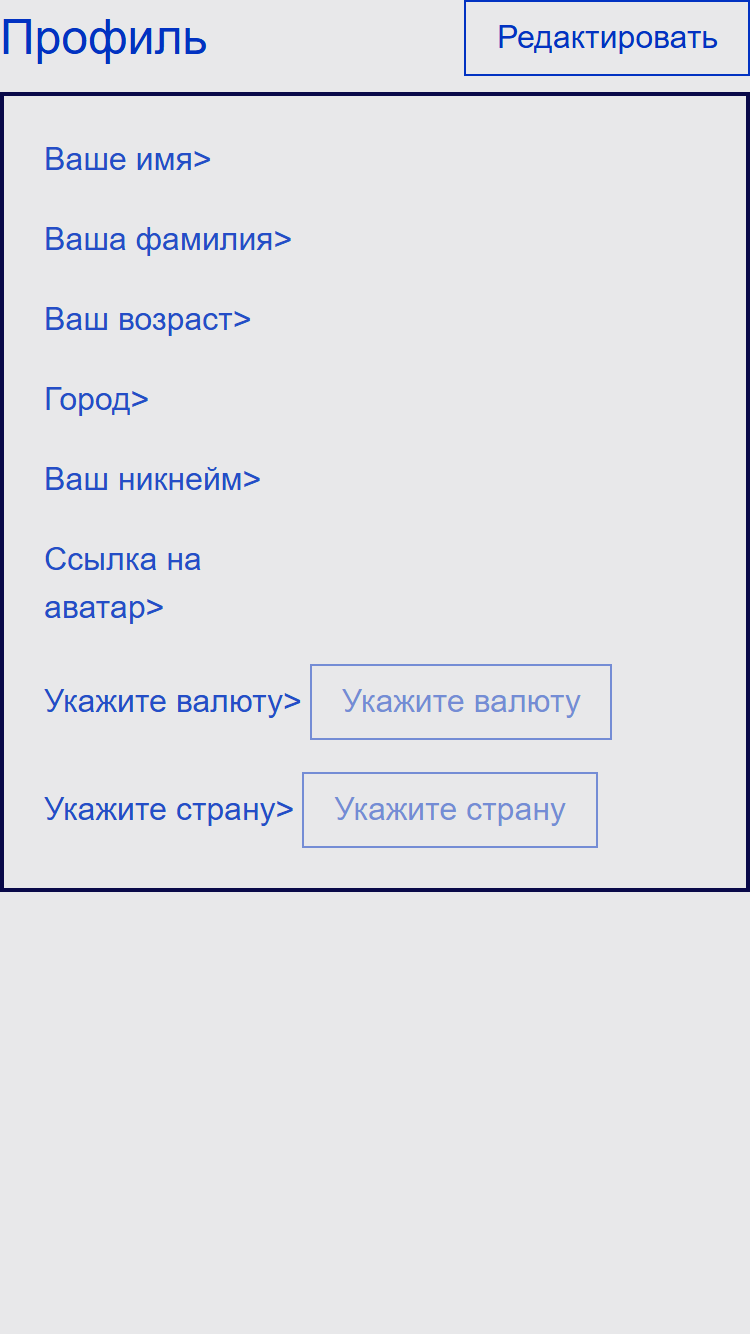 Профиль
Редактировать
Ваше имя>
Ваша фамилия>
Ваш возраст>
Город>
Ваш никнейм>
Ссылка на
аватар>
Укажите валюту> Укажите валюту
Укажите страну> Укажите страну